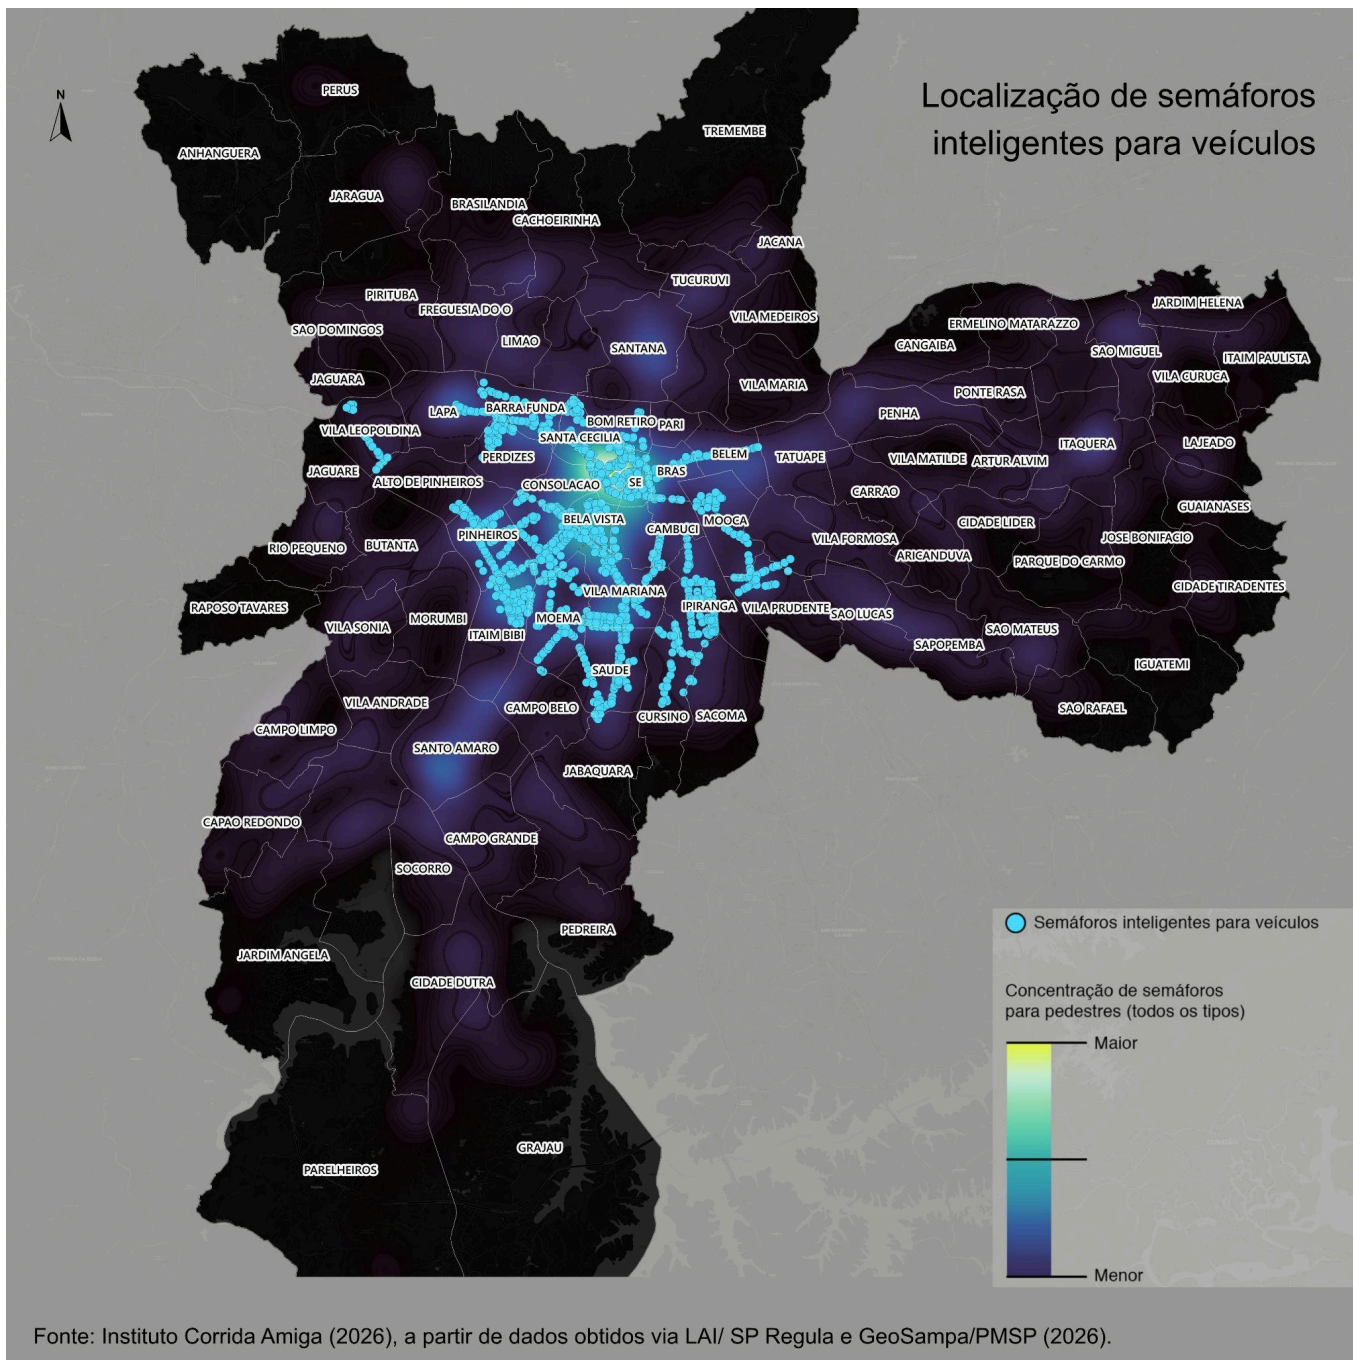 Localização de semáforos
inteligentes para veículos
N
PERUS
TREMEMBE
ANHANGUERA
JARAGUA
BRASILANDIA
CACHOEIRINHA
JACANA
TUCURUVI
PIRITUBA
FREGUESIA DO O
VILA MEDEIROS
SAO DOMINGOS
LIMAO
SANTANA
JARDIM HELENA
ERMELINO MATARAZZO
CANGAIBA
SAO MIGUEL
ITAIM PAULISTA
JAGUARA
VILA MARIA
VILA CURUCA
PONTE RASA
LAPA
BARRA FUNDA
PENHA
BOM RETIRO
PARI
VILA LEOPOLDINA
SANTA CECILIA
ITAQUERA
LAJEADO
PERDIZES
BELEM
TATUAPE
VILA MATILDE
ARTUR ALVIM
JAGUARE
BRAS
ALTO DE PINHEIROS
CONSOLACAO
SE
CARRAO
GUAIANASES
BELA VISTA
MOOCA
CIDADE LIDER
CAMBUCI
PINHEIROS
VILA FORMOSA
JOSE BONIFACIO
RIO PEQUENO
BUTANTA
ARICANDUVA
PARQUE DO CARMO
CIDADE TIRADENTES
VILA MARIANA
RAPOSO TAVARES
IPIRANGA
VILA PRUDENTE
SAO LUCAS
MORUMBI
MOEMA
VILA SONIA
ITAIM BIBI
SAO MATEUS
SAPOPEMBA
IGUATEMI
SAUDE
VILA ANDRADE
CAMPO BELO
SAO RAFAEL
CURSINO
SACOMA
CAMPO LIMPO
SANTO AMARO
JABAQUARA
CAPAO REDONDO
CAMPO GRANDE
SOCORRO
PEDREIRA
JARDIM ANGELA
CIDADE DUTRA
GRAJAU
PARELHEIROS
Semáforos inteligentes para veículos
Concentração de semáforos
para pedestres (todos os tipos)
Maior
Menor
Fonte: Instituto Corrida Amiga (2026), a partir de dados obtidos via LAI/ SP Regula e GeoSampa/PMSP (2026).